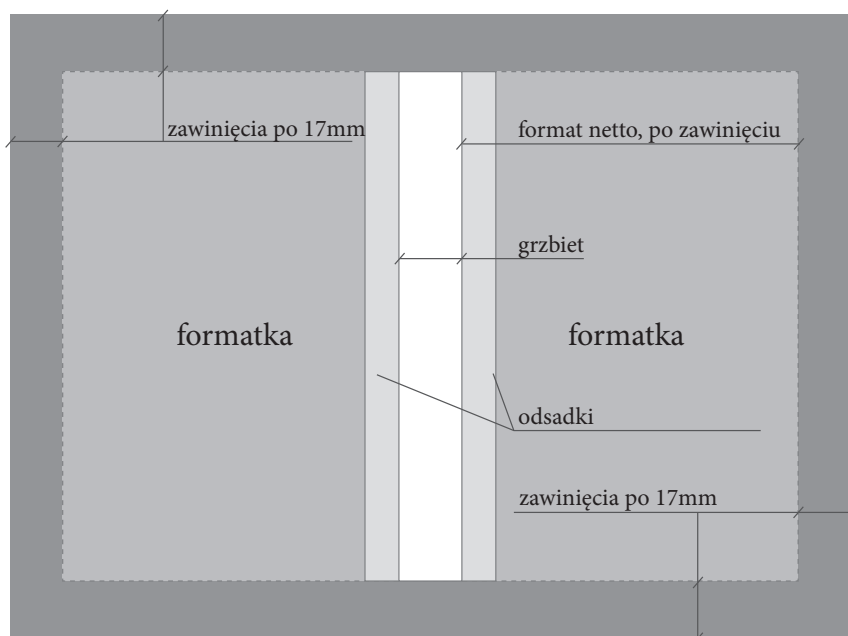 zawinięcia po 17mm
format netto, po zawinięciu
grzbiet
formatka
formatka
odsadki
zawinięcia po 17mm